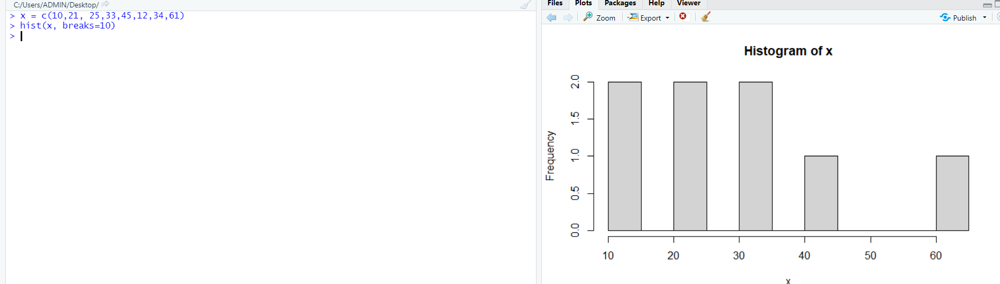 C:/Users/ADMIN/Desktop/
> x = c(10,21, 25,33,45,12,34,61)
> hist(x, breaks=10)
>
Files Plots Packages Help Viewer
Zoom Export Publish
Histogram of x
Frequency
2.0
1.5
1.0
0.5
0.0
10 20 30 40 50 60
x